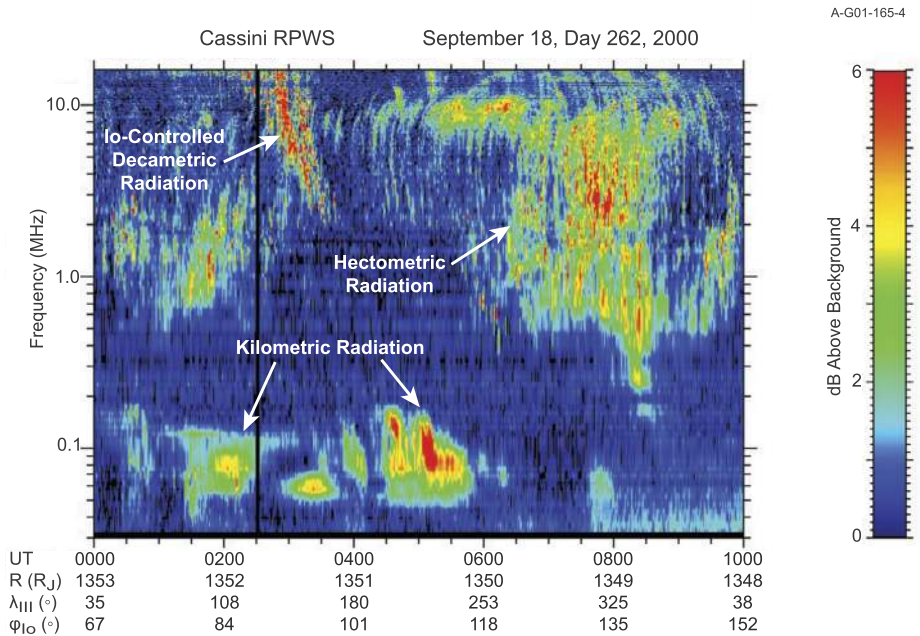 A-G01-165-4
Cassini RPWS September 18, Day 262, 2000
Io-Controlled
Decametric
Radiation
Hectometric
Radiation
Kilometric Radiation
Frequency (MHz)
10.0
1.0
0.1
dB Above Background
6
4
2
0
UT 0000 0200 0400 0600 0800 1000
R (RJ) 1353 1352 1351 1350 1349 1348
λIII (°) 35 108 180 253 325 38
φIo (°) 67 84 101 118 135 152